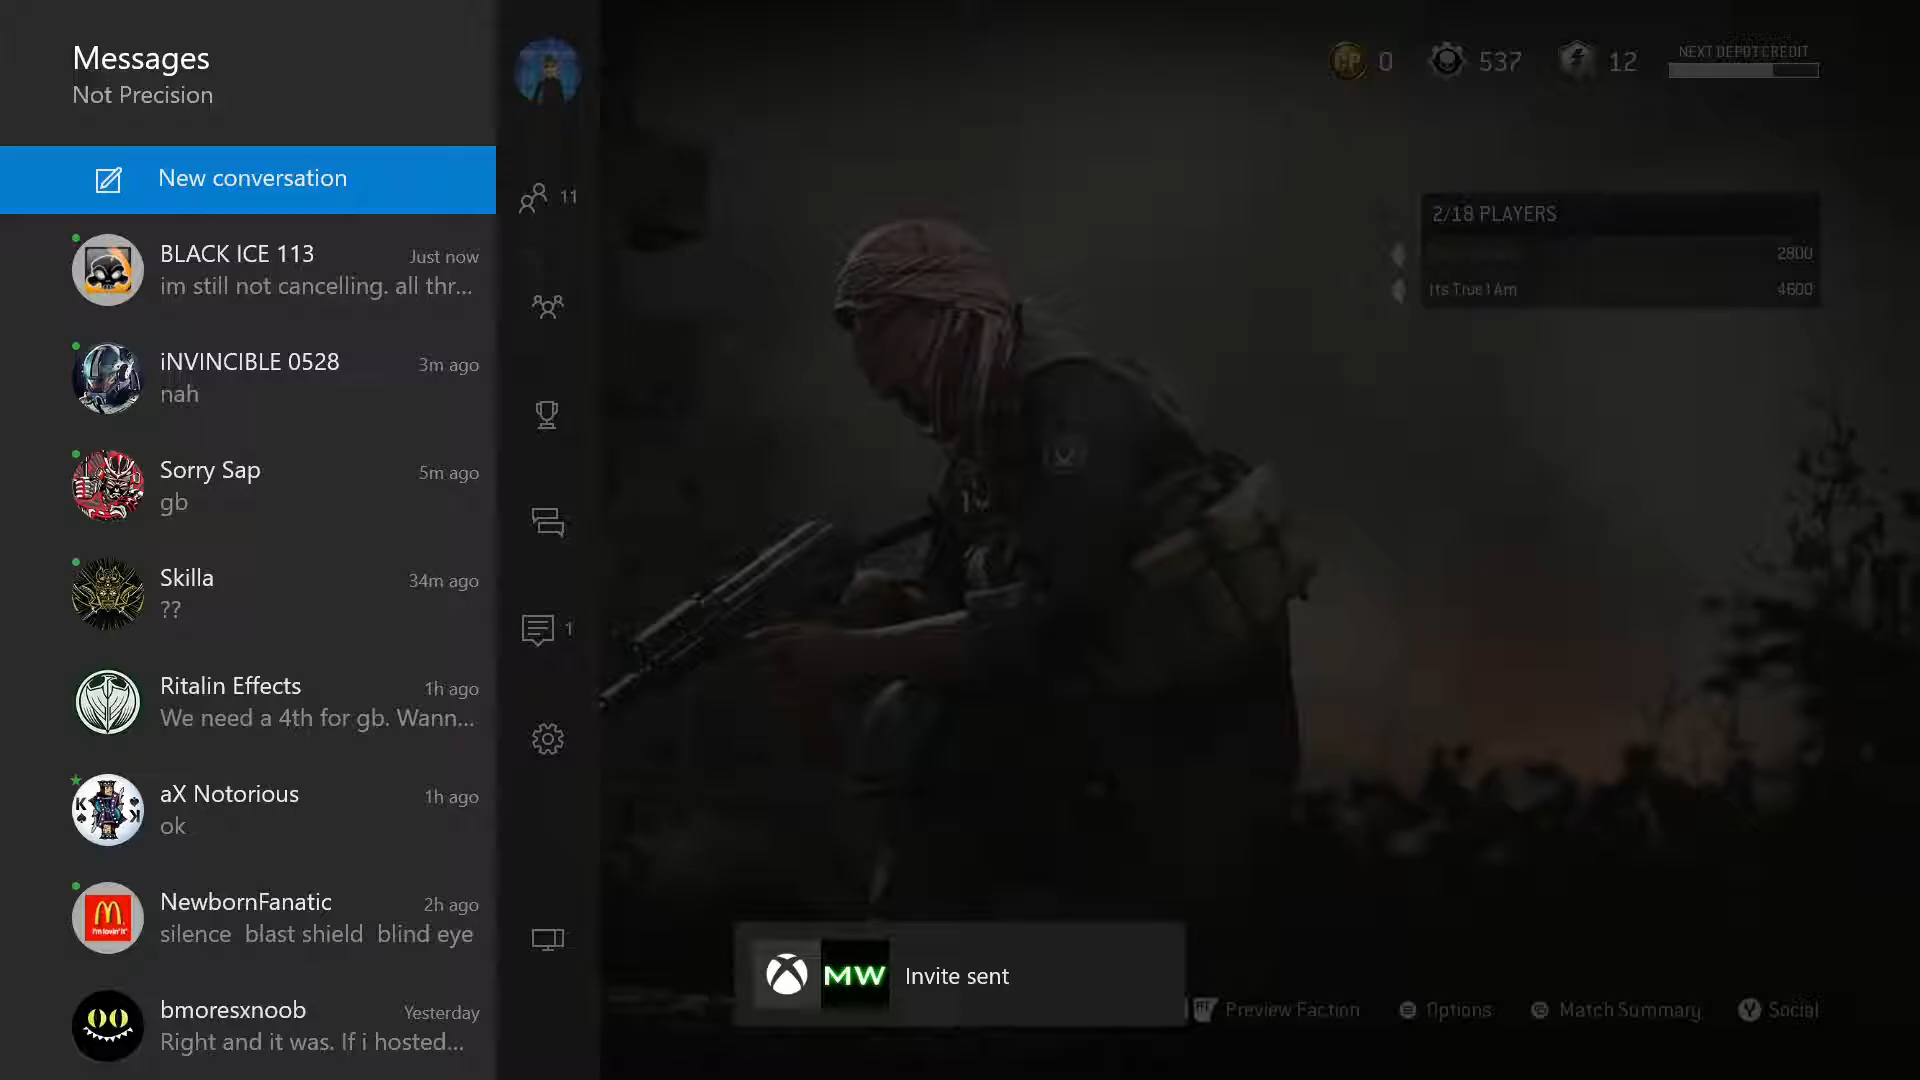 Messages
Not Precision
New conversation
BLACK ICE 113
Just now
im still not cancelling. all thr...
iNVINCIBLE 0528
3m ago
nah
Sorry Sap
5m ago
gb
Skilla
34m ago
??
Ritalin Effects
1h ago
We need a 4th for gb. Wann...
aX Notorious
1h ago
ok
NewbornFanatic
2h ago
silence  blast shield  blind eye
bmoresxnoob
Yesterday
Right and it was. If i hosted...
11
1
CP 0
537
12
NEXT DEPOT CREDIT
2/18 PLAYERS
2800
Its True I Am
4600
K
K
M
i'm lovin' it
MW
Invite sent
Preview Faction
Options
Match Summary
Y Social